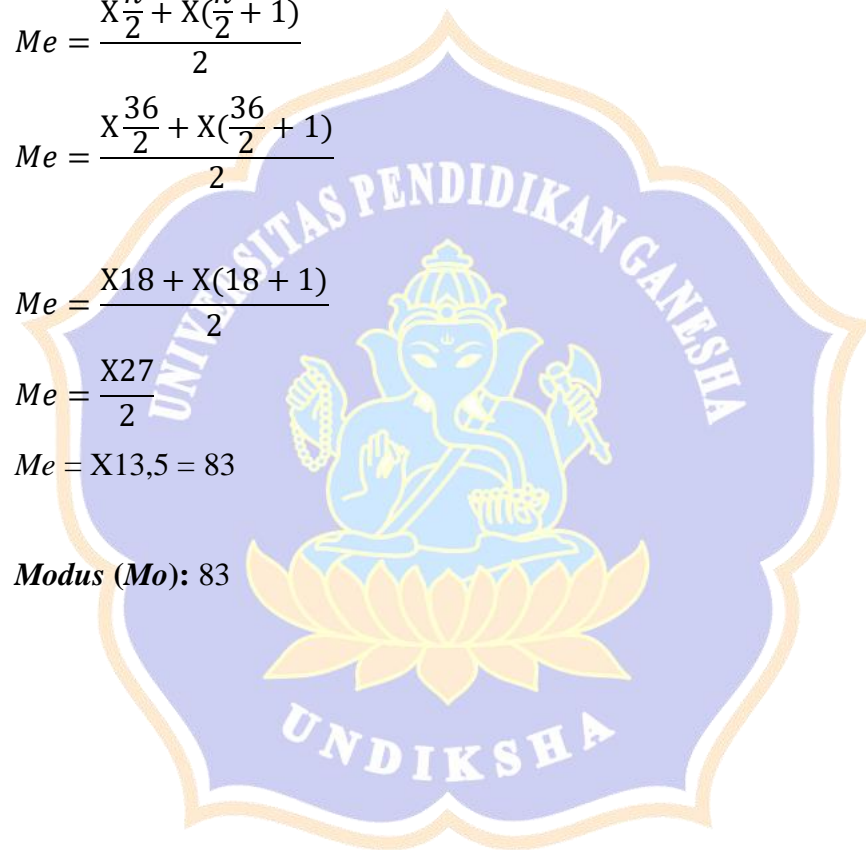 Me = (X n/2 + X(n/2 + 1))/2
Me = (X 36/2 + X(36/2 + 1))/2
Me = (X18 + X(18 + 1))/2
Me = X27/2
Me = X13,5 = 83
Modus (Mo): 83
UNIVERSITAS PENDIDIKAN GANESHA
UNDIKSHA